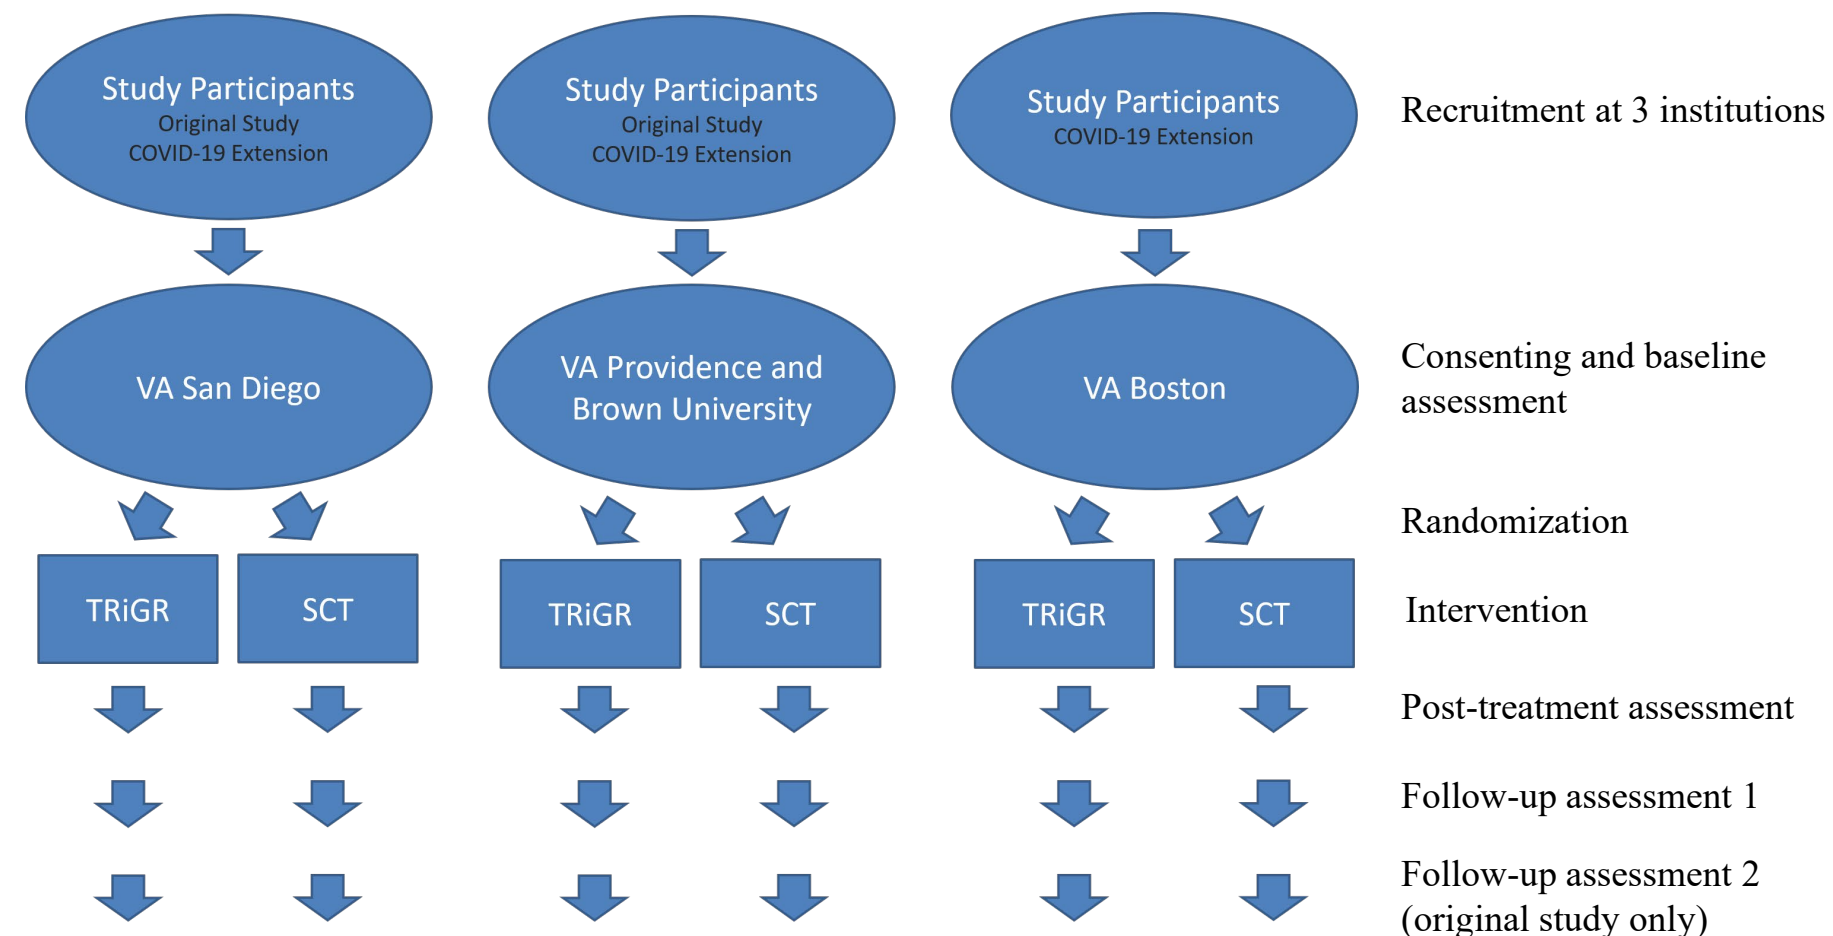 Study Participants
Original Study
COVID-19 Extension
Study Participants
Original Study
COVID-19 Extension
Study Participants
COVID-19 Extension
Recruitment at 3 institutions
VA San Diego
VA Providence and
Brown University
VA Boston
Consenting and baseline
assessment
Randomization
TRiGR
SCT
TRiGR
SCT
TRiGR
SCT
Intervention
Post-treatment assessment
Follow-up assessment 1
Follow-up assessment 2
(original study only)